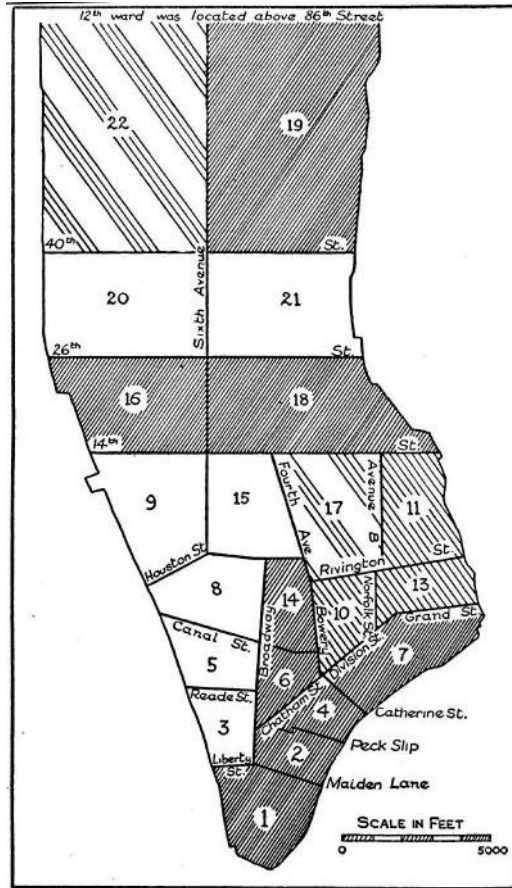 12th ward was located above 86th Street
22
19
40th
St.
Sixth Avenue
20
21
26th
St.
16
18
14th
St.
9
15
Fourth Ave
17
Avenue B
11
Houston St.
Rivington St.
8
14
Bowery
10
Norfolk St.
13
Grand St.
Canal St.
Broadway
Division St.
7
5
6
Reade St.
Chatham St.
4
Catherine St.
3
2
Peck Slip
Liberty St.
Maiden Lane
1
SCALE IN FEET
0 5000